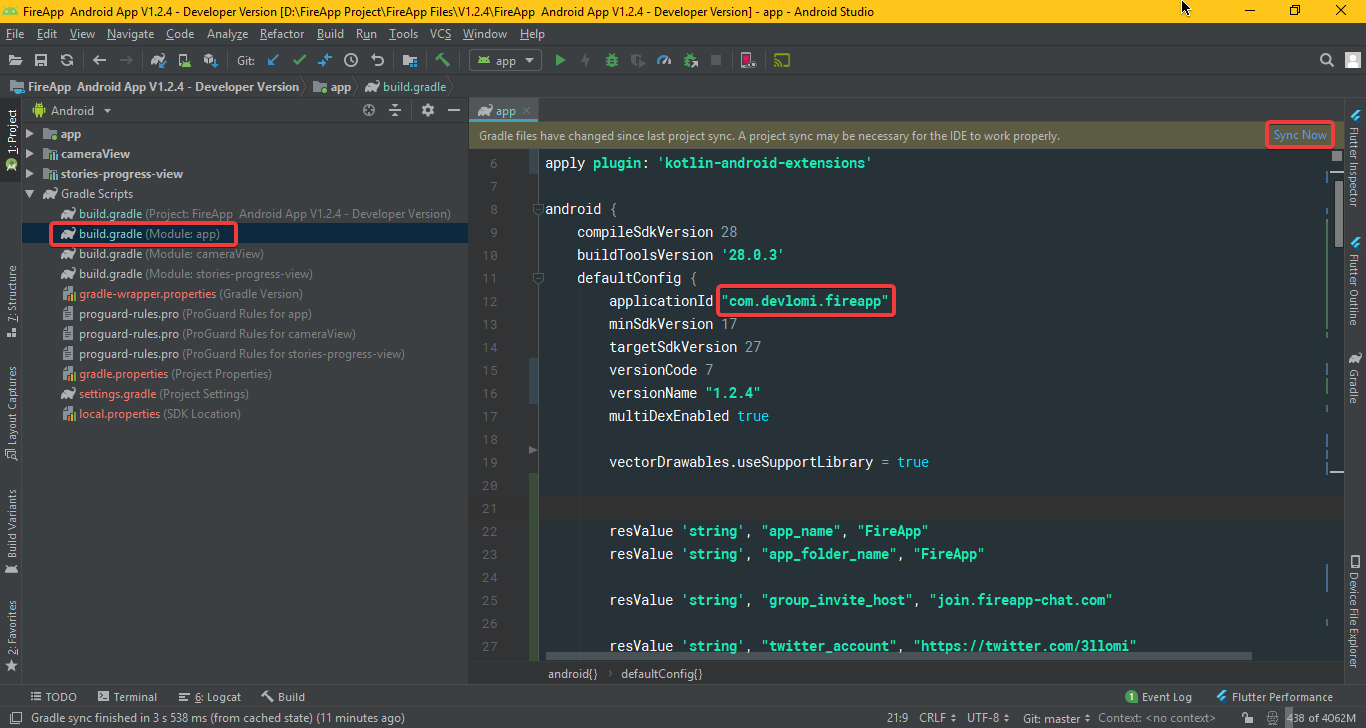 FireApp Android App V1.2.4 - Developer Version [D:\FireApp Project\FireApp Files\V1.2.4\FireApp Android App V1.2.4 - Developer Version] - app - Android Studio
File Edit View Navigate Code Analyze Refactor Build Run Tools VCS Window Help
Git: app
FireApp Android App V1.2.4 - Developer Version app build.gradle
1: Project
Z: Structure
Layout Captures
Build Variants
2: Favorites
Android
app
cameraView
stories-progress-view
Gradle Scripts
build.gradle (Project: FireApp Android App V1.2.4 - Developer Version)
build.gradle (Module: app)
build.gradle (Module: cameraView)
build.gradle (Module: stories-progress-view)
gradle-wrapper.properties (Gradle Version)
proguard-rules.pro (ProGuard Rules for app)
proguard-rules.pro (ProGuard Rules for cameraView)
proguard-rules.pro (ProGuard Rules for stories-progress-view)
gradle.properties (Project Properties)
settings.gradle (Project Settings)
local.properties (SDK Location)
app
Gradle files have changed since last project sync. A project sync may be necessary for the IDE to work properly. Sync Now
6 apply plugin: 'kotlin-android-extensions'
7
8 android {
9 compileSdkVersion 28
10 buildToolsVersion '28.0.3'
11 defaultConfig {
12 applicationId "com.devlomi.fireapp"
13 minSdkVersion 17
14 targetSdkVersion 27
15 versionCode 7
16 versionName "1.2.4"
17 multiDexEnabled true
18
19 vectorDrawables.useSupportLibrary = true
20
21
22 resValue 'string', "app_name", "FireApp"
23 resValue 'string', "app_folder_name", "FireApp"
24
25 resValue 'string', "group_invite_host", "join.fireapp-chat.com"
26
27 resValue 'string', "twitter_account", "https://twitter.com/3llomi"
android{} › defaultConfig{}
Flutter Inspector
Flutter Outline
Gradle
Device File Explorer
TODO Terminal 6: Logcat Build 1 Event Log Flutter Performance
Gradle sync finished in 3 s 538 ms (from cached state) (11 minutes ago) 21:9 CRLF UTF-8 Git: master Context: <no context> 438 of 4062M